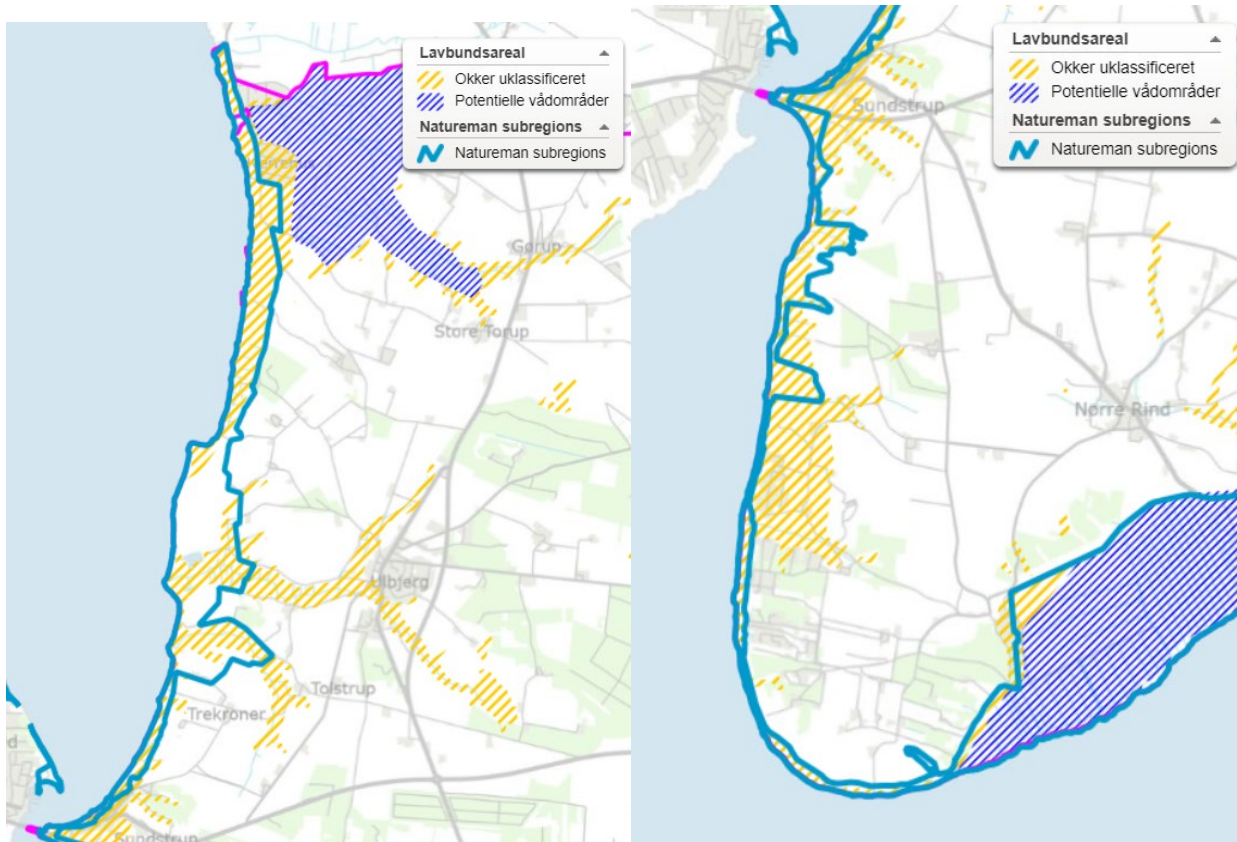 Lavbundsareal
Okker uklassificeret
Potentielle vådområder
Natureman subregions
Natureman subregions
Gørup
Store Torup
Ulbjerg
Tolstrup
Trekroner
Sundstrup
Lavbundsareal
Okker uklassificeret
Potentielle vådområder
Natureman subregions
Natureman subregions
Sundstrup
Nørre Rind